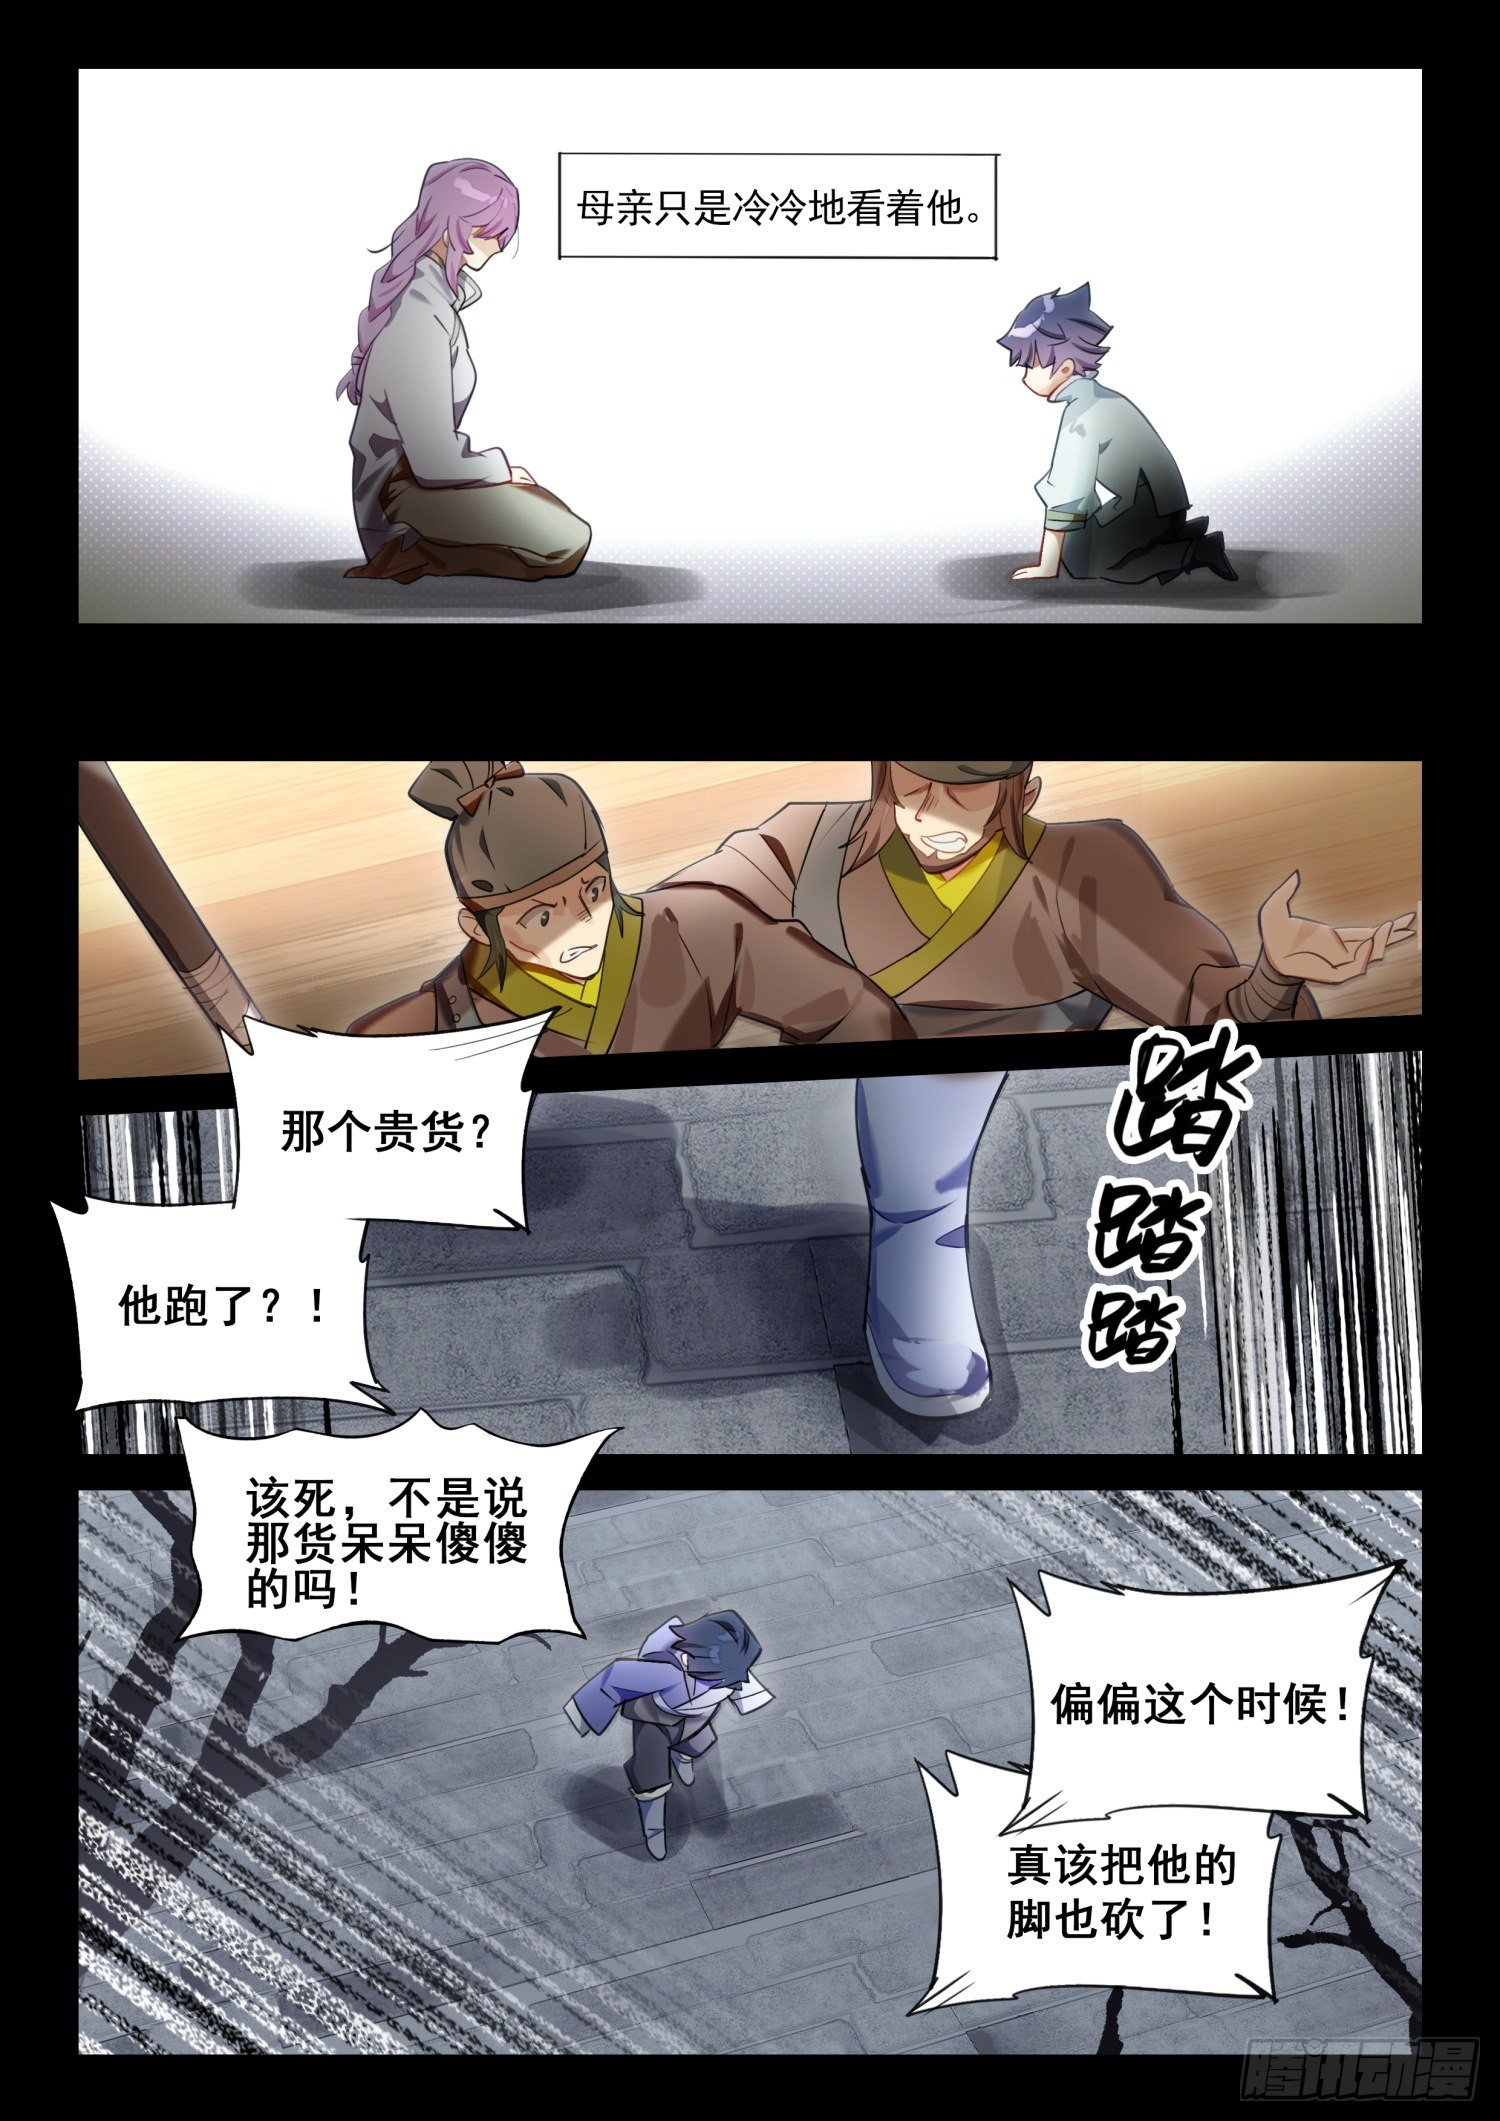 母亲只是冷冷地看着他。
那个贵货？
踏
踏
踏
他跑了？！
该死，不是说
那货呆呆傻傻
的吗！
偏偏这个时候！
真该把他的
脚也砍了！
腾讯动漫